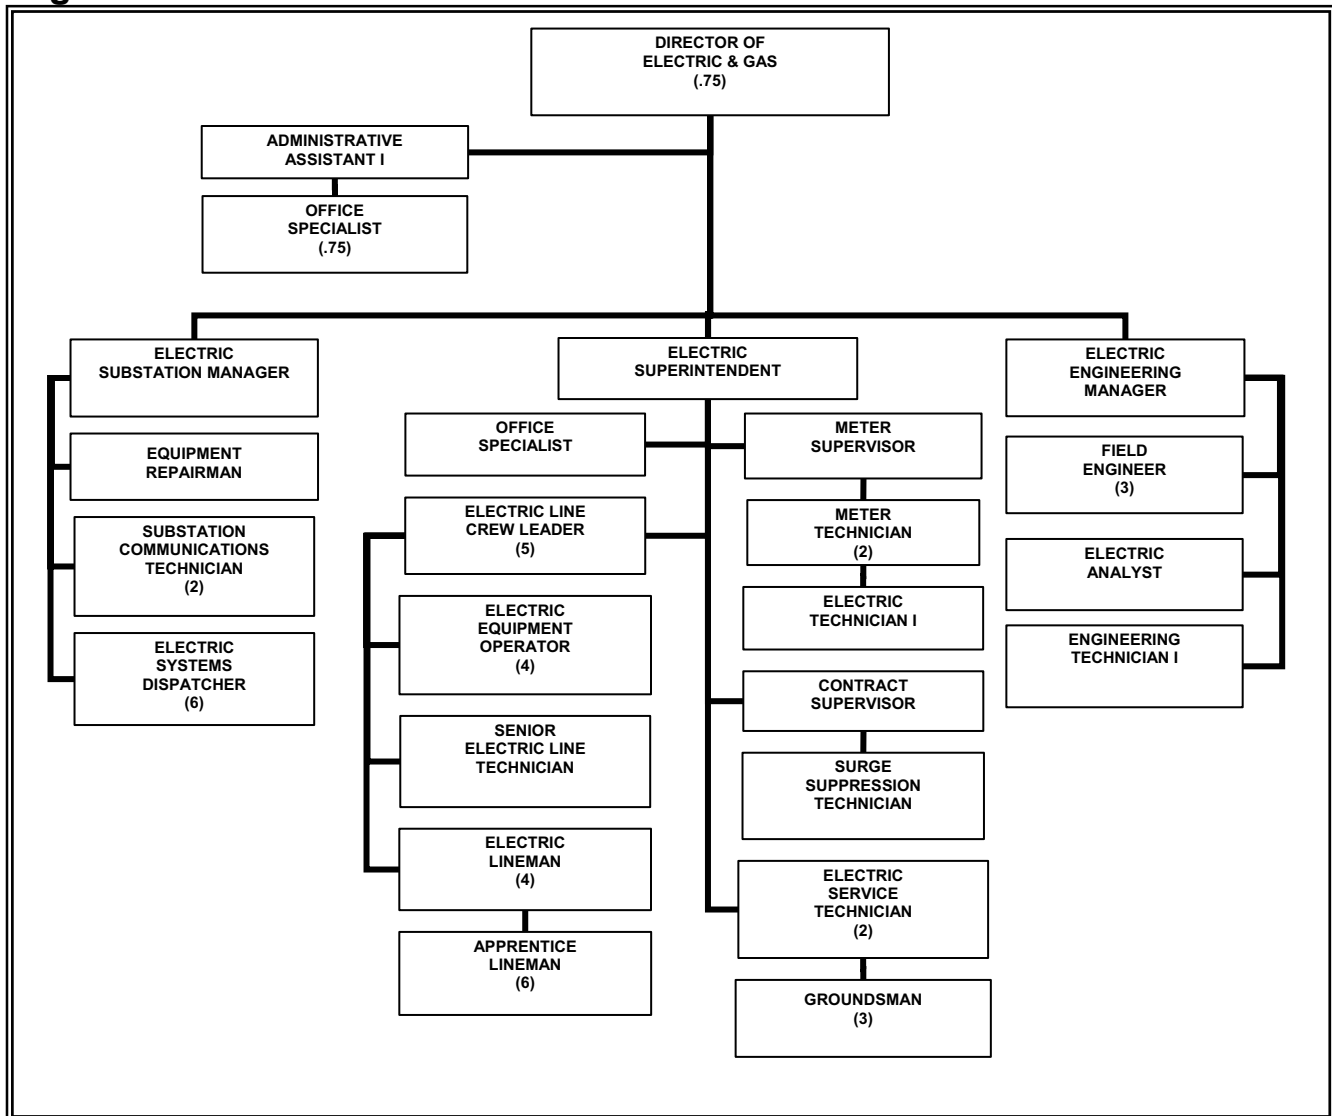 DIRECTOR OF
ELECTRIC & GAS
(.75)
ADMINISTRATIVE
ASSISTANT I
OFFICE
SPECIALIST
(.75)
ELECTRIC
SUBSTATION MANAGER
EQUIPMENT
REPAIRMAN
SUBSTATION
COMMUNICATIONS
TECHNICIAN
(2)
ELECTRIC
SYSTEMS
DISPATCHER
(6)
ELECTRIC
SUPERINTENDENT
OFFICE
SPECIALIST
ELECTRIC LINE
CREW LEADER
(5)
ELECTRIC
EQUIPMENT
OPERATOR
(4)
SENIOR
ELECTRIC LINE
TECHNICIAN
ELECTRIC
LINEMAN
(4)
APPRENTICE
LINEMAN
(6)
METER
SUPERVISOR
METER
TECHNICIAN
(2)
ELECTRIC
TECHNICIAN I
CONTRACT
SUPERVISOR
SURGE
SUPPRESSION
TECHNICIAN
ELECTRIC
SERVICE
TECHNICIAN
(2)
GROUNDSMAN
(3)
ELECTRIC
ENGINEERING
MANAGER
FIELD
ENGINEER
(3)
ELECTRIC
ANALYST
ENGINEERING
TECHNICIAN I